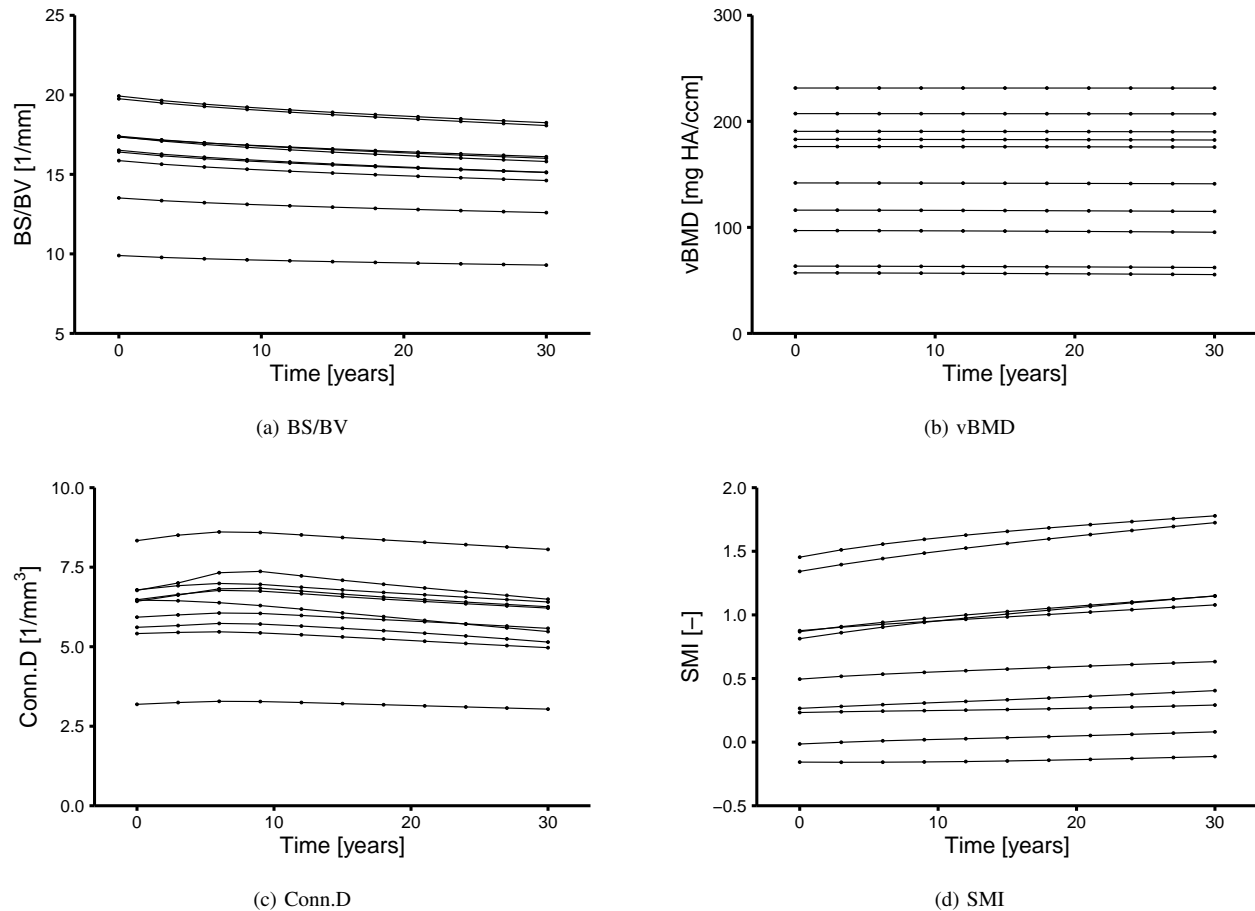 25
20
15
10
5
BS/BV [1/mm]
0 10 20 30
Time [years]
(a) BS/BV
300
200
100
0
vBMD [mg HA/ccm]
0 10 20 30
Time [years]
(b) vBMD
10.0
7.5
5.0
2.5
0.0
Conn.D [1/mm³]
0 10 20 30
Time [years]
(c) Conn.D
2.0
1.5
1.0
0.5
0.0
−0.5
SMI [−]
0 10 20 30
Time [years]
(d) SMI